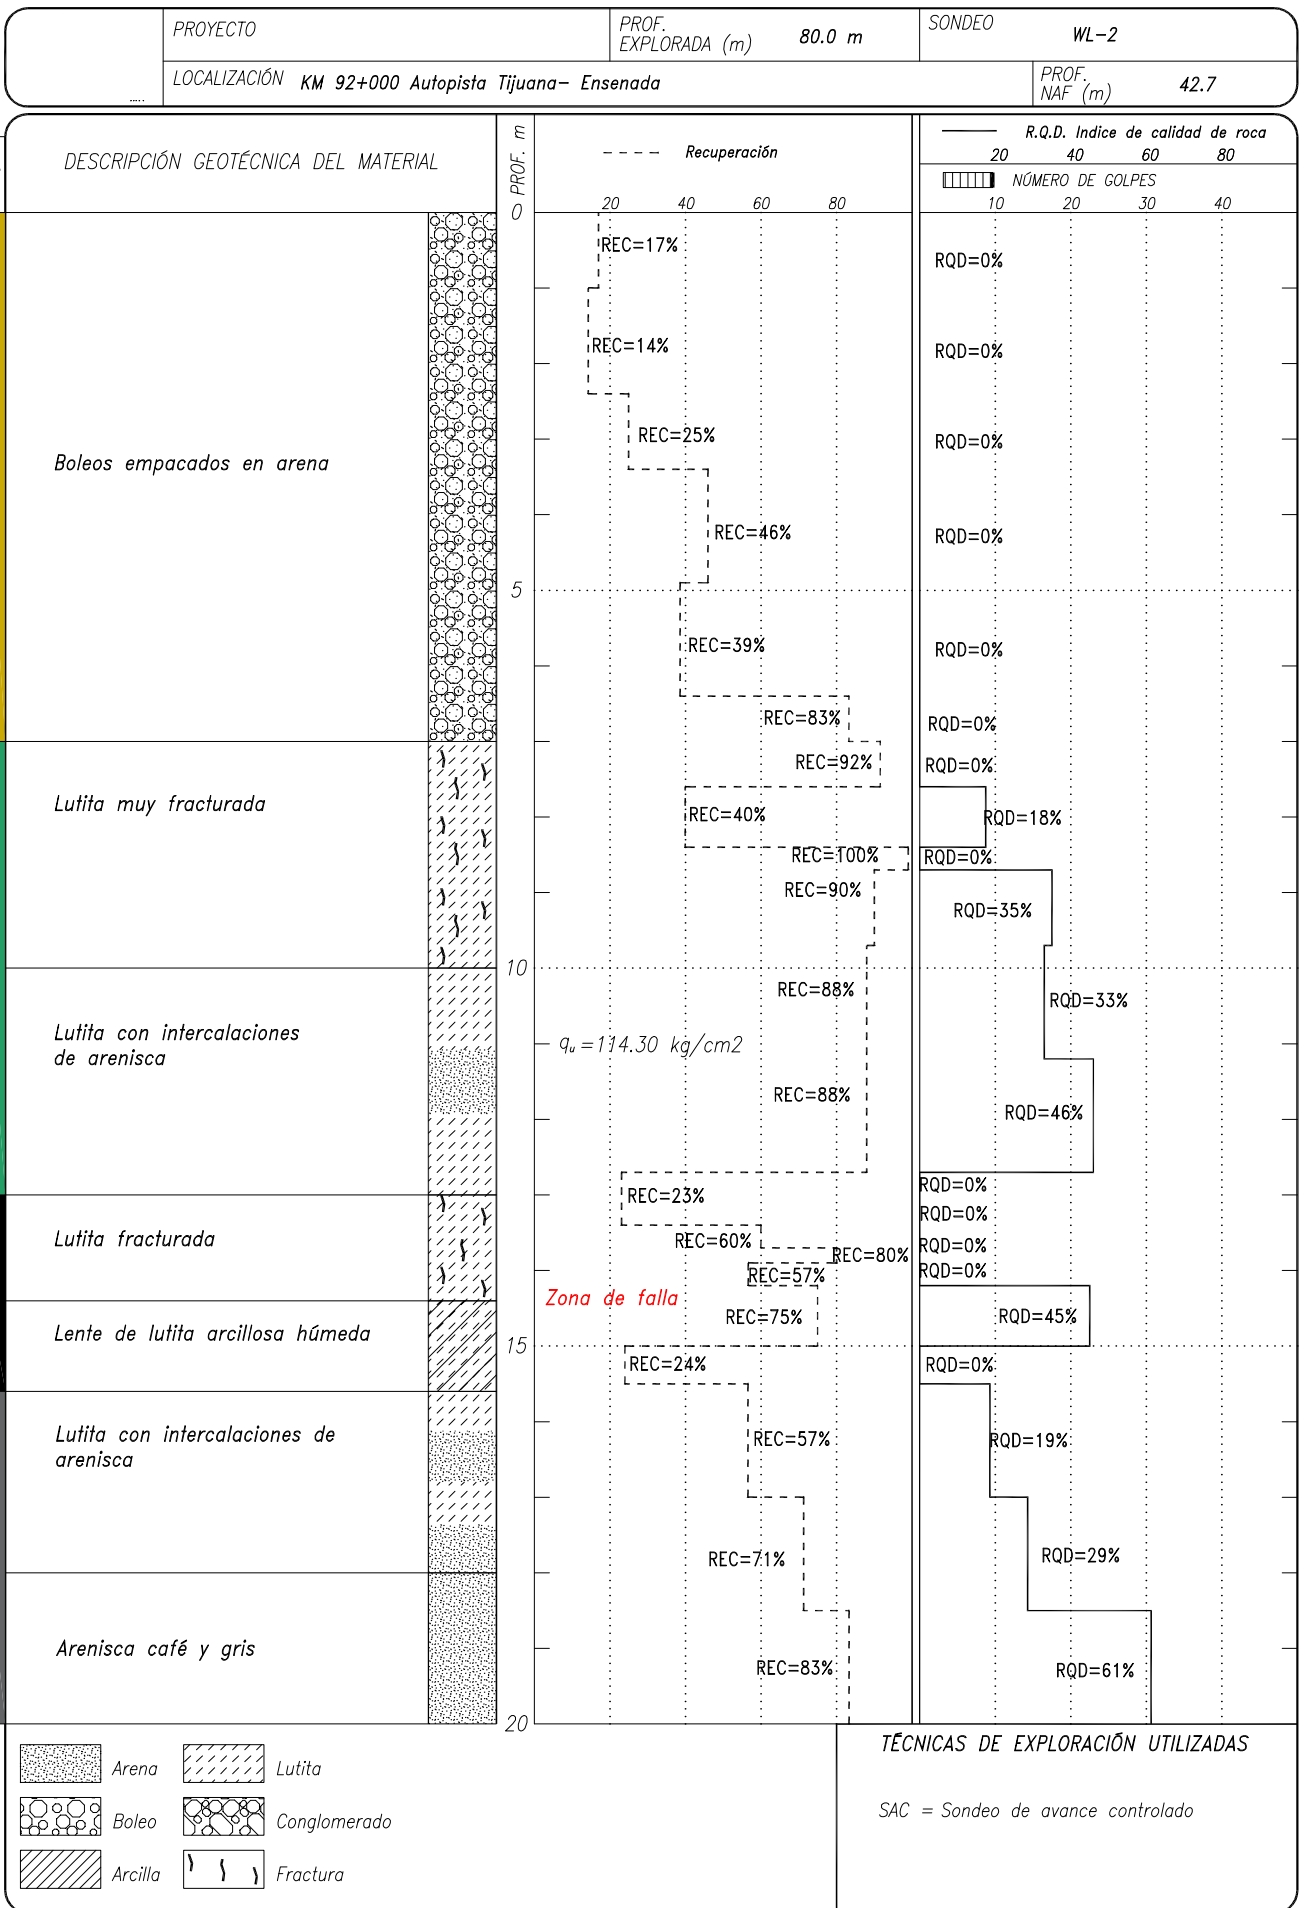 PROYECTO
PROF.
EXPLORADA (m)
80.0 m
SONDEO
WL-2
LOCALIZACIÓN
KM 92+000 Autopista Tijuana- Ensenada
PROF.
NAF (m)
42.7
DESCRIPCIÓN GEOTÉCNICA DEL MATERIAL
PROF. m
Recuperación
R.Q.D. Indice de calidad de roca
20 40 60 80
NÚMERO DE GOLPES
20 40 60 80
10 20 30 40
0
REC=17%
RQD=0%
REC=14%
RQD=0%
REC=25%
RQD=0%
Boleos empacados en arena
REC=46%
RQD=0%
5
REC=39%
RQD=0%
REC=83%
RQD=0%
REC=92%
RQD=0%
Lutita muy fracturada
REC=40%
RQD=18%
REC=100%
RQD=0%
REC=90%
RQD=35%
10
REC=88%
RQD=33%
Lutita con intercalaciones
de arenisca
qu=114.30 kg/cm2
REC=88%
RQD=46%
RQD=0%
REC=23%
RQD=0%
Lutita fracturada
REC=60%
RQD=0%
REC=80%
REC=57%
RQD=0%
Zona de falla
REC=75%
RQD=45%
Lente de lutita arcillosa húmeda
15
REC=24%
RQD=0%
Lutita con intercalaciones de
arenisca
REC=57%
RQD=19%
REC=71%
RQD=29%
Arenisca café y gris
REC=83%
RQD=61%
20
Arena
Lutita
Boleo
Conglomerado
Arcilla
Fractura
TÉCNICAS DE EXPLORACIÓN UTILIZADAS
SAC = Sondeo de avance controlado